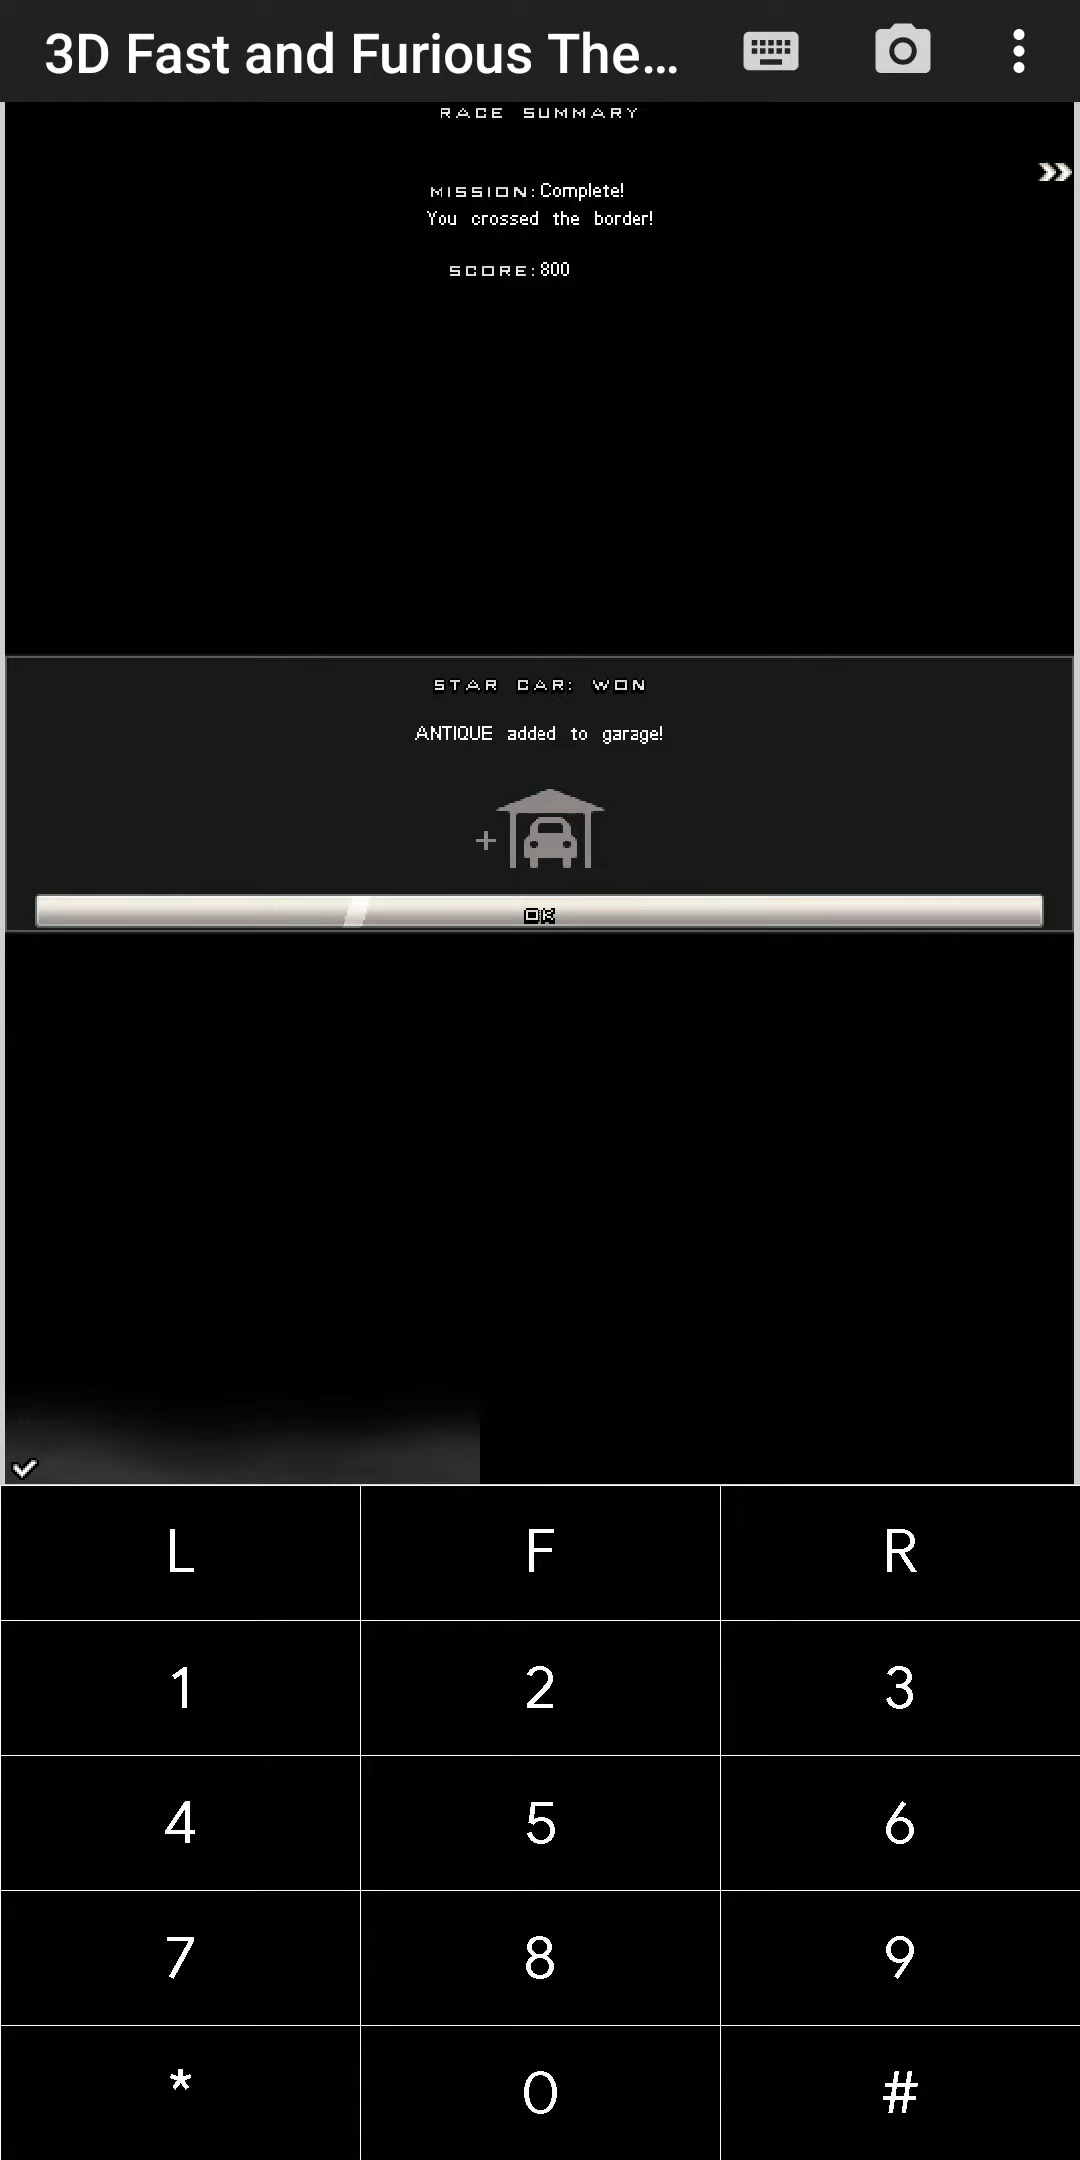 3D Fast and Furious The...
RACE SUMMARY
MISSION: Complete!
You crossed the border!
SCORE: 800
STAR CAR: WON
ANTIQUE added to garage!
+
OK
L F R
1 2 3
4 5 6
7 8 9
* 0 #